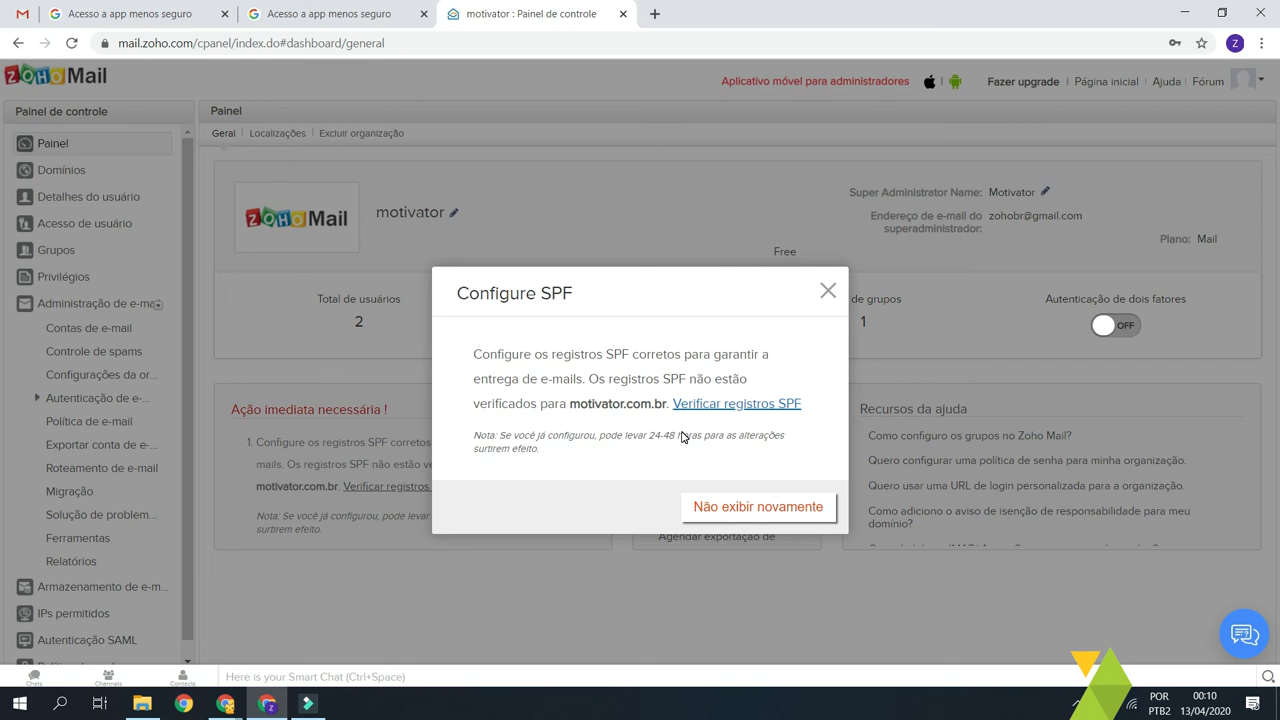 Acesso a app menos seguro
Acesso a app menos seguro
motivator : Painel de controle
mail.zoho.com/cpanel/index.do#dashboard/general
Z
ZOHO Mail
Aplicativo móvel para administradores
Fazer upgrade | Página inicial | Ajuda | Fórum
Painel de controle
Painel
Painel
Geral | Localizações | Excluir organização
Domínios
Detalhes do usuário
Acesso de usuário
Grupos
Privilégios
Administração de e-ma
Contas de e-mail
Controle de spams
Configurações da or...
Autenticação de e-...
Política de e-mail
Exportar conta de e-...
Roteamento de e-mail
Migração
Solução de problem...
Ferramentas
Relatórios
Armazenamento de e-m...
IPs permitidos
Autenticação SAML
ZOHO Mail
motivator
Super Administrator Name: Motivator
Endereço de e-mail do zohobr@gmail.com
superadministrador:
Plano: Mail
Free
Total de usuários
2
de grupos
1
Autenticação de dois fatores
OFF
Configure SPF
Configure os registros SPF corretos para garantir a
entrega de e-mails. Os registros SPF não estão
verificados para motivator.com.br. Verificar registros SPF
Nota: Se você já configurou, pode levar 24-48 horas para as alterações
surtirem efeito.
Não exibir novamente
Ação imediata necessária !
1. Configure os registros SPF corretos
mails. Os registros SPF não estão ve
motivator.com.br. Verificar registros
Nota: Se você já configurou, pode levar
surtirem efeito.
Agendar exportação de
Recursos da ajuda
Como configuro os grupos no Zoho Mail?
Quero configurar uma política de senha para minha organização.
Quero usar uma URL de login personalizada para a organização.
Como adiciono o aviso de isenção de responsabilidade para meu
domínio?
Chats
Channels
Contacts
Here is your Smart Chat (Ctrl+Space)
POR
PTB2
00:10
13/04/2020